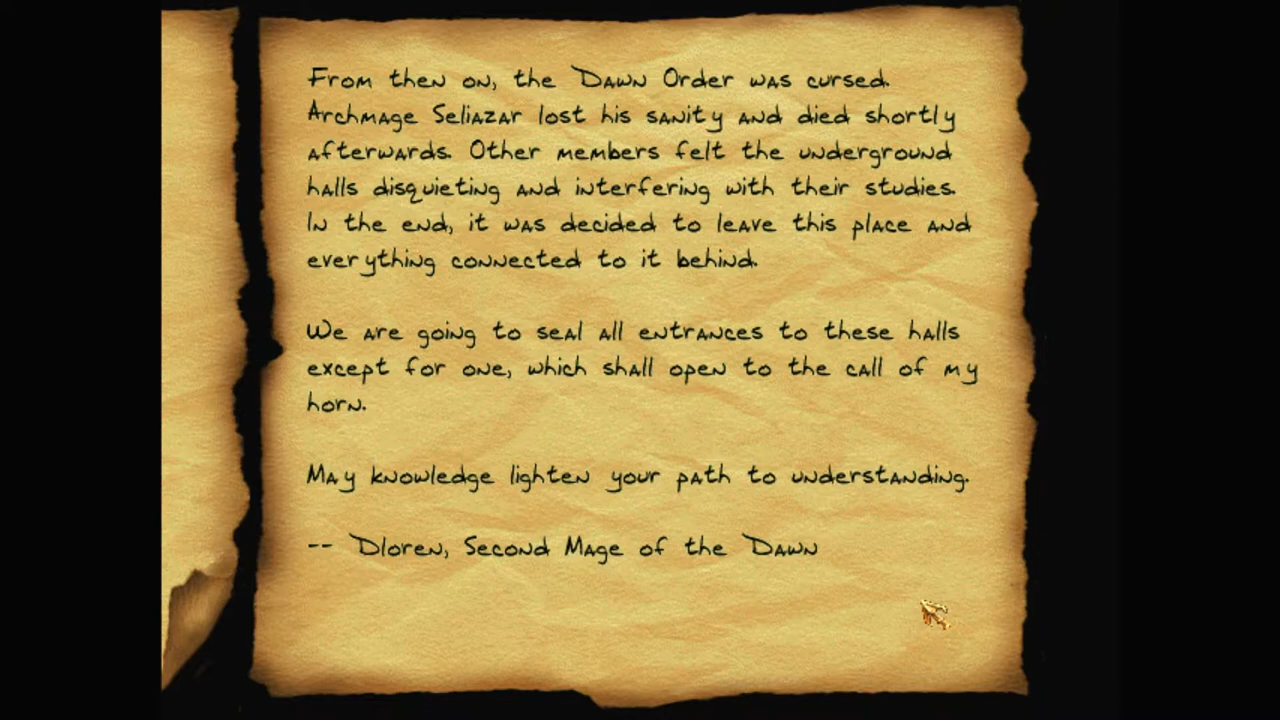 From then on, the Dawn Order was cursed.
Archmage Seliazar lost his sanity and died shortly
afterwards. Other members felt the underground
halls disquieting and interfering with their studies.
In the end, it was decided to leave this place and
everything connected to it behind.
We are going to seal all entrances to these halls
except for one, which shall open to the call of my
horn.
May knowledge lighten your path to understanding.
-- Dloren, Second Mage of the Dawn